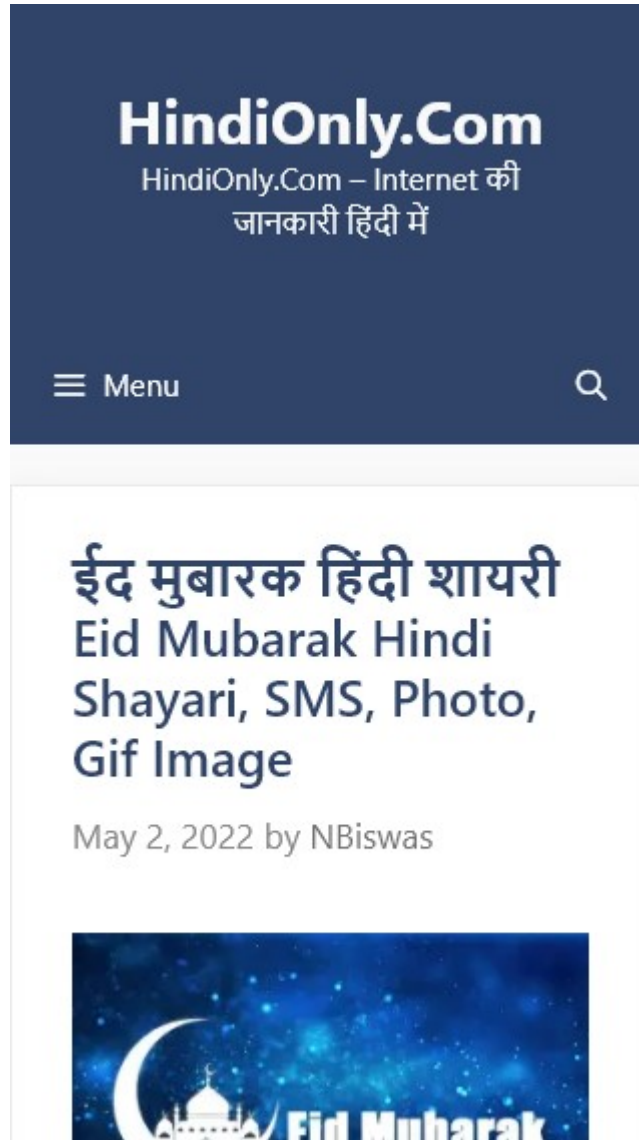 HindiOnly.Com
HindiOnly.Com – Internet की
जानकारी हिंदी में
Menu
ईद मुबारक हिंदी शायरी
Eid Mubarak Hindi
Shayari, SMS, Photo,
Gif Image
May 2, 2022 by NBiswas
Eid Mubarak